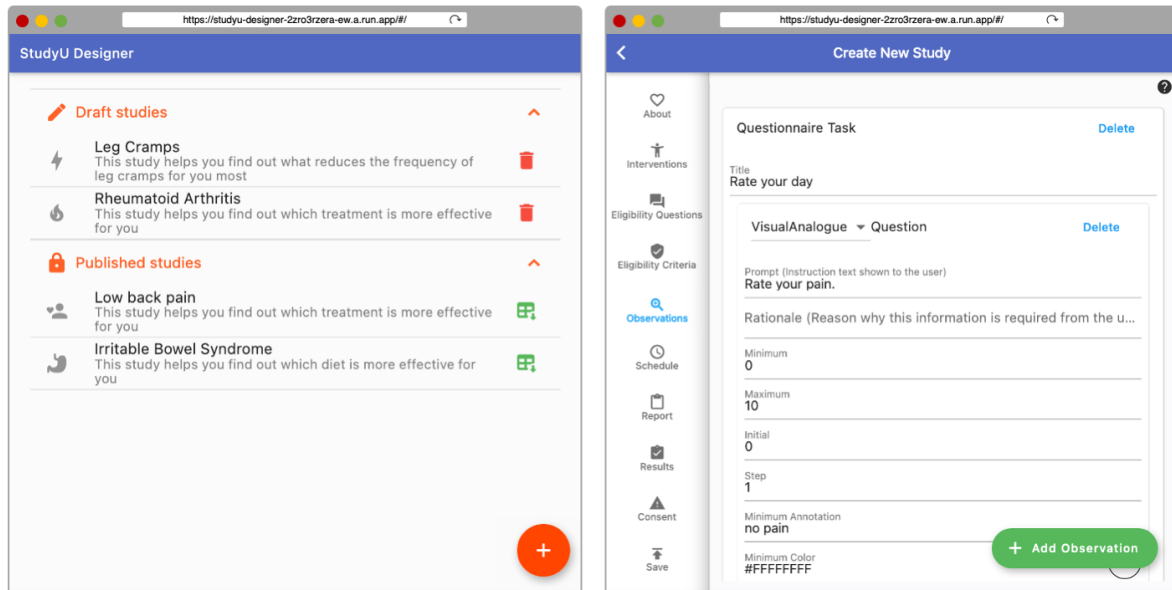 https://studyu-designer-2zro3rzera-ew.a.run.app/#/
StudyU Designer
Draft studies
Leg Cramps
This study helps you find out what reduces the frequency of
leg cramps for you most
Rheumatoid Arthritis
This study helps you find out which treatment is more effective
for you
Published studies
Low back pain
This study helps you find out which treatment is more effective
for you
Irritable Bowel Syndrome
This study helps you find out which diet is more effective for
you
+
https://studyu-designer-2zro3rzera-ew.a.run.app/#/
Create New Study
?
About
Interventions
Eligibility Questions
Eligibility Criteria
Observations
Schedule
Report
Results
Consent
Save
Questionnaire Task Delete
Title
Rate your day
VisualAnalogue Question Delete
Prompt (Instruction text shown to the user)
Rate your pain.
Rationale (Reason why this information is required from the u...
Minimum
0
Maximum
10
Initial
0
Step
1
Minimum Annotation
no pain
+ Add Observation
Minimum Color
#FFFFFFFF